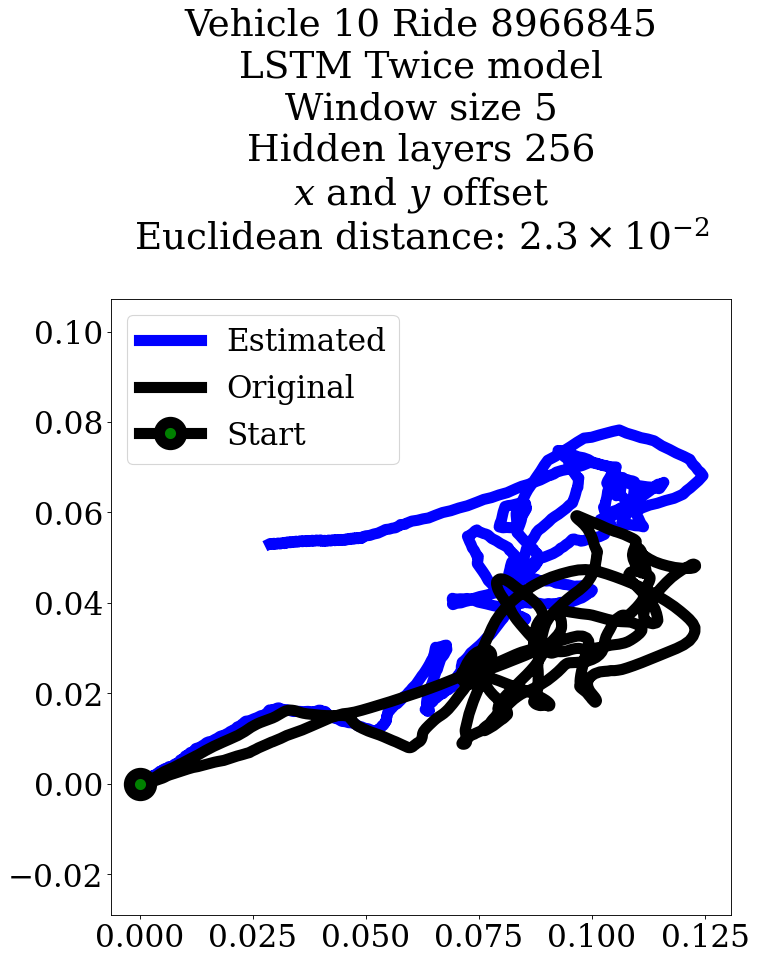 Vehicle 10 Ride 8966845
LSTM Twice model
Window size 5
Hidden layers 256
x and y offset
Euclidean distance: 2.3 × 10⁻²
Estimated
Original
Start
0.10
0.08
0.06
0.04
0.02
0.00
−0.02
0.000 0.025 0.050 0.075 0.100 0.125